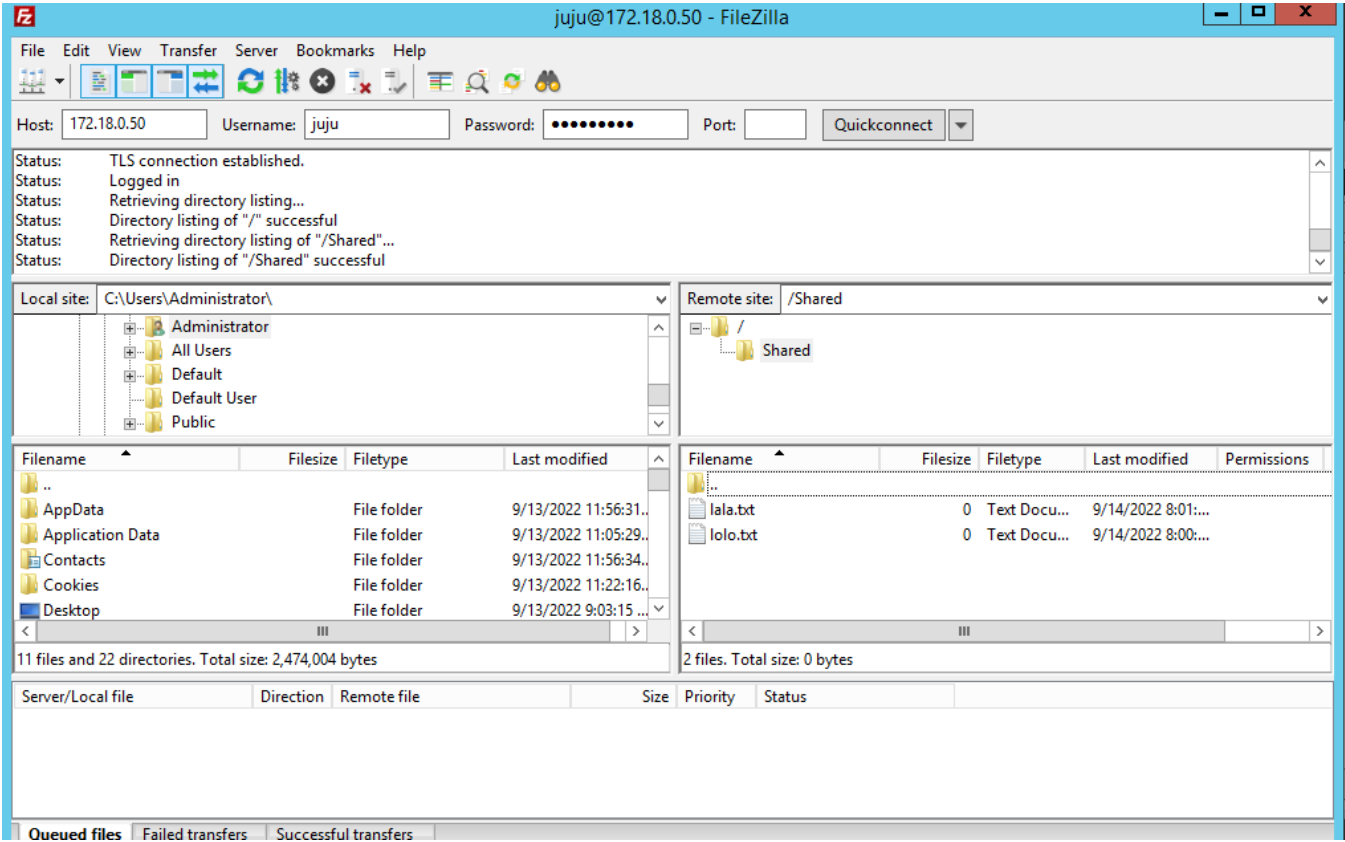 juju@172.18.0.50 - FileZilla
File Edit View Transfer Server Bookmarks Help
Host: 172.18.0.50 Username: juju Password: ●●●●●●●●● Port: Quickconnect
Status: TLS connection established.
Status: Logged in
Status: Retrieving directory listing...
Status: Directory listing of "/" successful
Status: Retrieving directory listing of "/Shared"...
Status: Directory listing of "/Shared" successful
Local site: C:\Users\Administrator\
Administrator
All Users
Default
Default User
Public
Remote site: /Shared
/
Shared
Filename Filesize Filetype Last modified
..
AppData File folder 9/13/2022 11:56:31..
Application Data File folder 9/13/2022 11:05:29..
Contacts File folder 9/13/2022 11:56:34..
Cookies File folder 9/13/2022 11:22:16..
Desktop File folder 9/13/2022 9:03:15 ...
11 files and 22 directories. Total size: 2,474,004 bytes
Filename Filesize Filetype Last modified Permissions
..
lala.txt 0 Text Docu... 9/14/2022 8:01:...
lolo.txt 0 Text Docu... 9/14/2022 8:00:...
2 files. Total size: 0 bytes
Server/Local file Direction Remote file Size Priority Status
Queued files Failed transfers Successful transfers